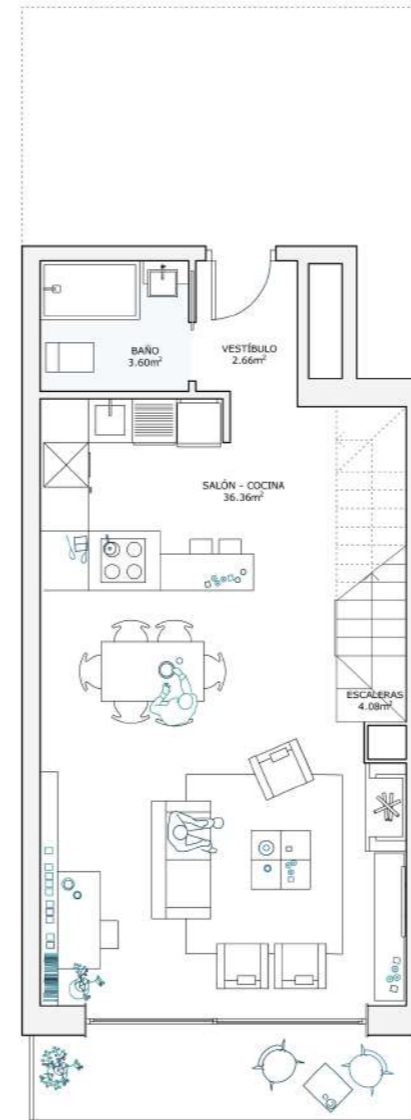 BAÑO
3.60m²
VESTÍBULO
2.66m²
SALÓN - COCINA
36.36m²
ESCALERAS
4.08m²